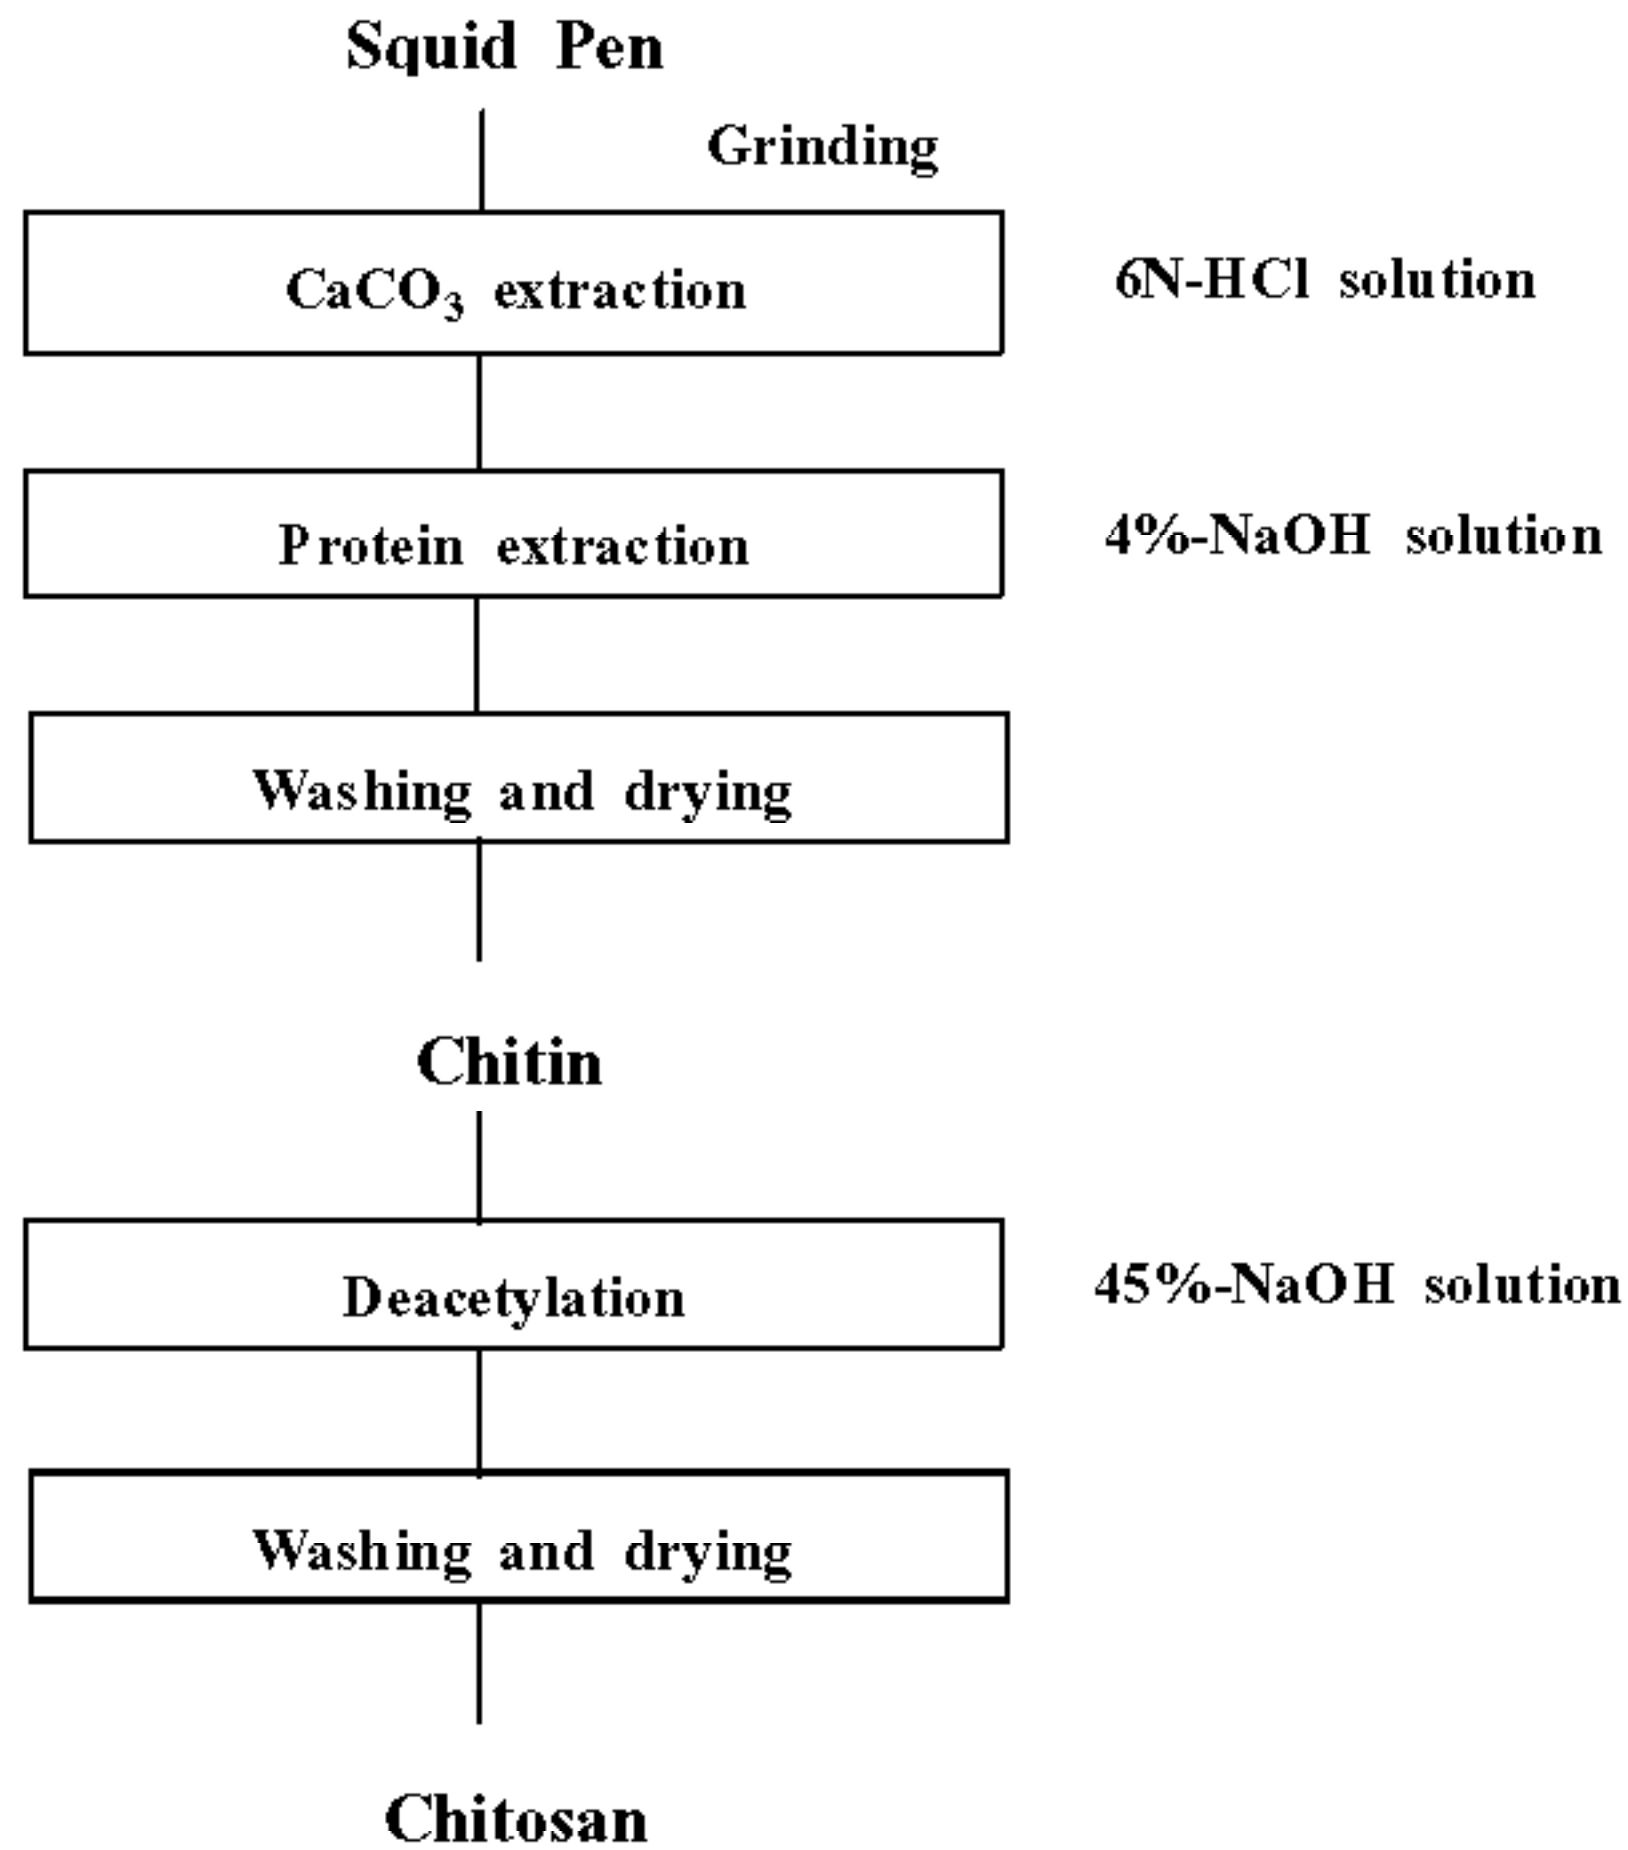 Squid Pen
Grinding
CaCO₃ extraction
6N-HCl solution
Protein extraction
4%-NaOH solution
Washing and drying
Chitin
Deacetylation
45%-NaOH solution
Washing and drying
Chitosan